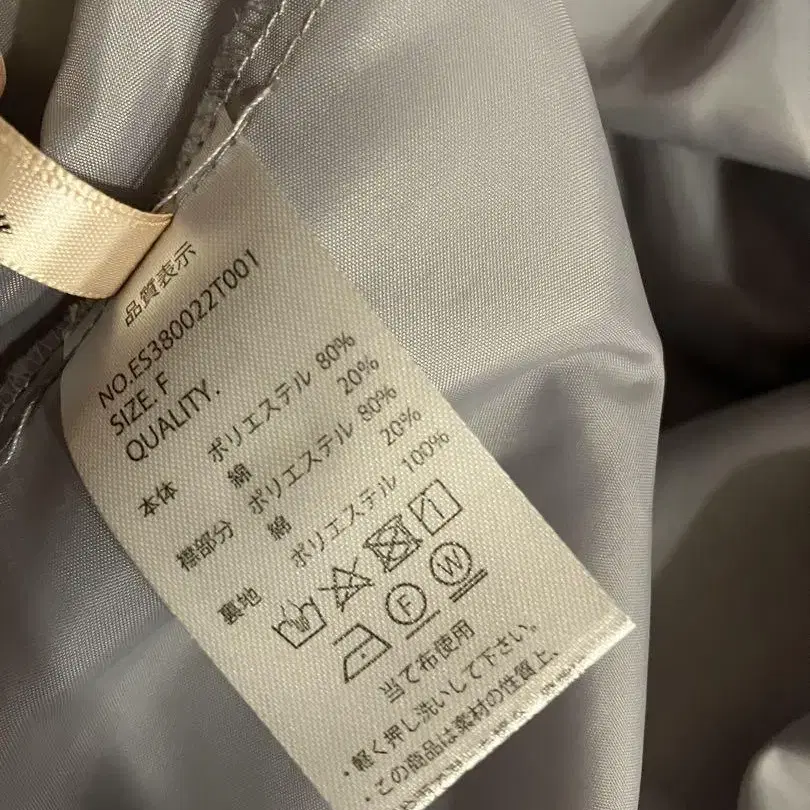 品質表示
NO.ES380022T001
SIZE. F
QUALITY.
本体 ポリエステル 80%
綿 20%
襟部分 ポリエステル 80%
綿 20%
裏地 ポリエステル 100%
F W
当て布使用
・軽く押し洗いして下さい。
・この商品は素材の性質上、